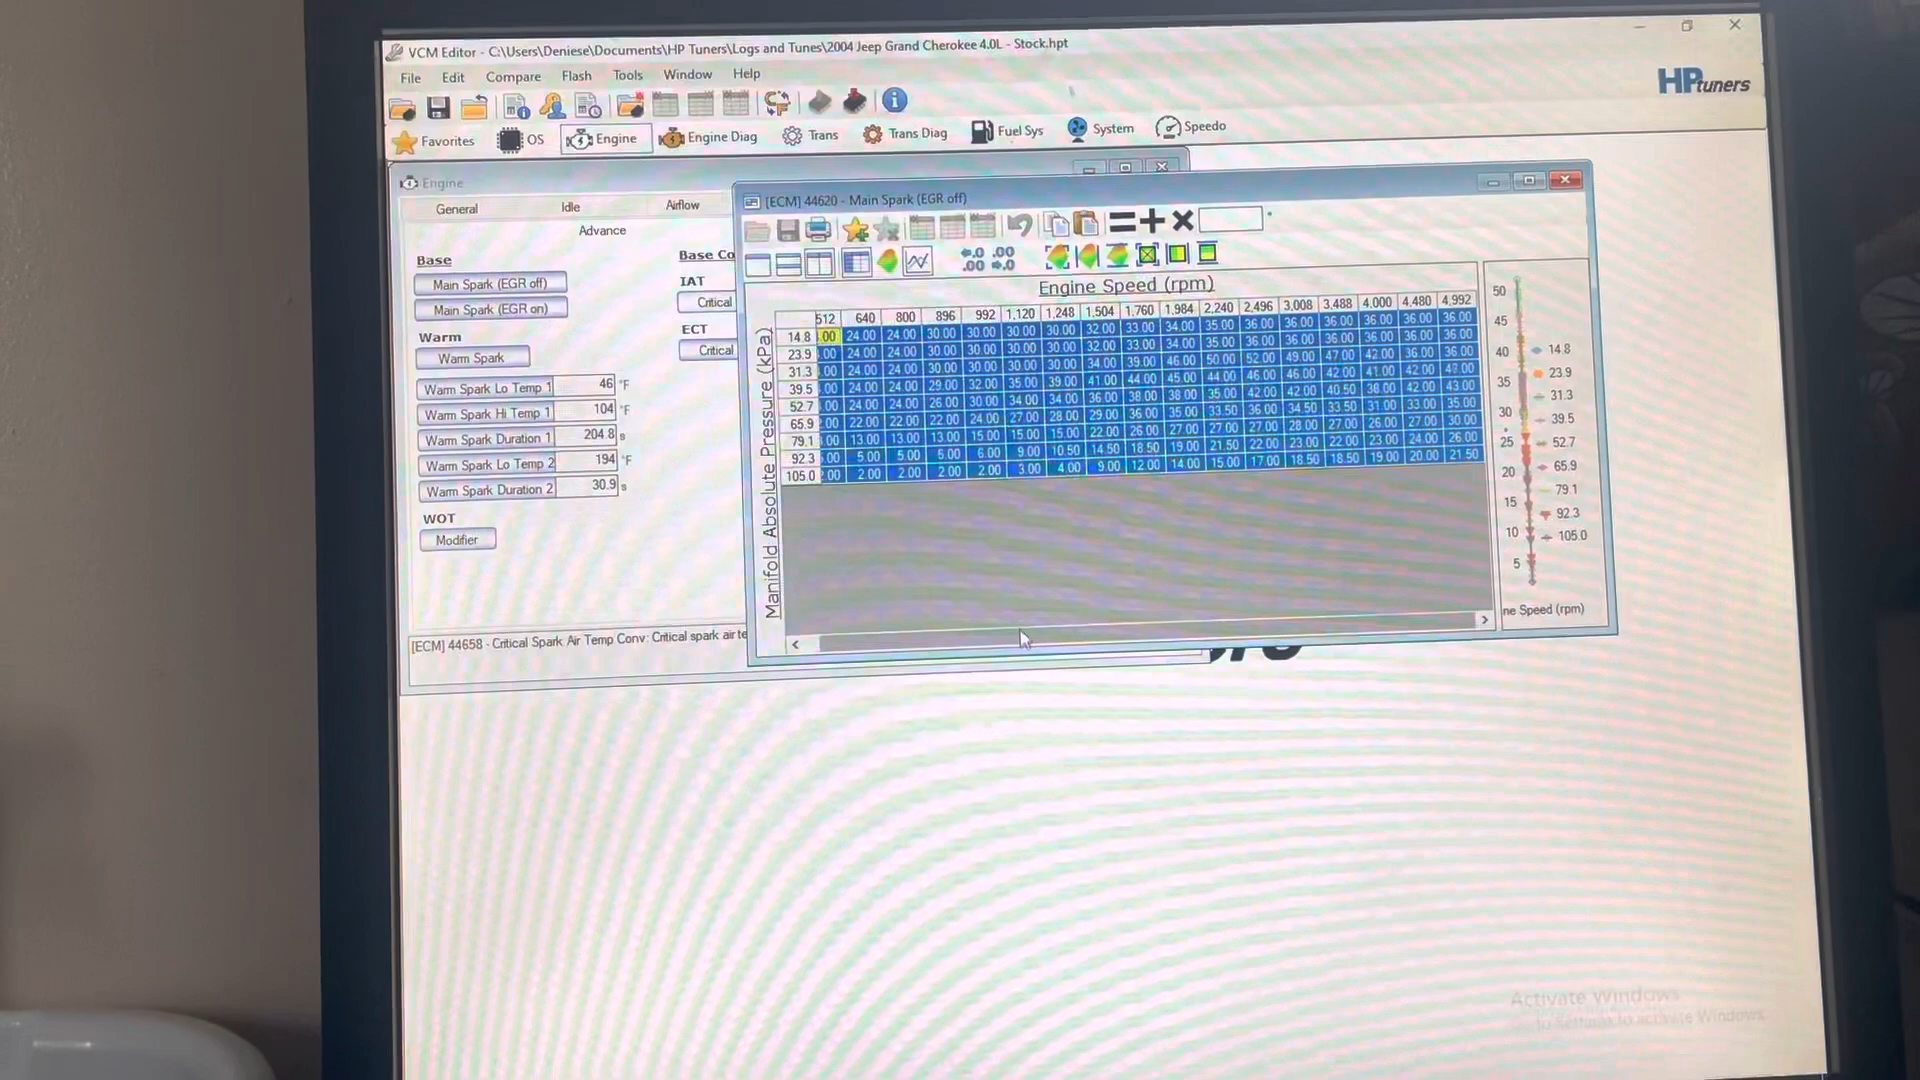 VCM Editor - C:\Users\Deniese\Documents\HP Tuners\Logs and Tunes\2004 Jeep Grand Cherokee 4.0L - Stock.hpt
File Edit Compare Flash Tools Window Help
HPtuners
Favorites OS Engine Engine Diag Trans Trans Diag Fuel Sys System Speedo
Engine
General Idle Airflow
Advance
Base
Main Spark (EGR off)
Main Spark (EGR on)
Warm
Warm Spark
Warm Spark Lo Temp 1 46 °F
Warm Spark Hi Temp 1 104 °F
Warm Spark Duration 1 204.8 s
Warm Spark Lo Temp 2 194 °F
Warm Spark Duration 2 30.9 s
WOT
Modifier
Base Co
IAT
Critical
ECT
Critical
[ECM] 44658 - Critical Spark Air Temp Conv: Critical spark air te
[ECM] 44620 - Main Spark (EGR off)
Engine Speed (rpm)
Manifold Absolute Pressure (kPa)
512 640 800 896 992 1,120 1,248 1,504 1,760 1,984 2,240 2,496 3,008 3,488 4,000 4,480 4,992
14.8 .00 24.00 24.00 30.00 30.00 30.00 30.00 32.00 33.00 34.00 35.00 36.00 36.00 36.00 36.00 36.00 36.00
23.9 .00 24.00 24.00 30.00 30.00 30.00 30.00 32.00 33.00 34.00 35.00 36.00 36.00 36.00 36.00 36.00 36.00
31.3 .00 24.00 24.00 30.00 30.00 30.00 30.00 34.00 39.00 46.00 50.00 52.00 49.00 47.00 42.00 36.00 36.00
39.5 .00 24.00 24.00 29.00 32.00 35.00 39.00 41.00 44.00 45.00 44.00 46.00 46.00 42.00 41.00 42.00
52.7 .00 24.00 24.00 26.00 30.00 34.00 34.00 36.00 38.00 38.00 35.00 42.00 42.00 40.50 38.00 42.00 43.00
65.9 .00 22.00 22.00 22.00 24.00 27.00 28.00 29.00 36.00 35.00 33.50 36.00 34.50 33.50 31.00 33.00 35.00
79.1 .00 13.00 13.00 13.00 15.00 15.00 15.00 22.00 26.00 27.00 27.00 27.00 28.00 27.00 26.00 27.00 30.00
92.3 .00 5.00 5.00 5.00 6.00 9.00 10.50 14.50 18.50 19.00 21.50 22.00 23.00 22.00 23.00 24.00 26.00
105.0 .00 2.00 2.00 2.00 2.00 3.00 4.00 9.00 12.00 14.00 15.00 17.00 18.50 18.50 19.00 20.00 21.50
50
45
40
35
30
25
20
15
10
5
14.8
23.9
31.3
39.5
52.7
65.9
79.1
92.3
105.0
ne Speed (rpm)
Activate Windows
to activate Windows.